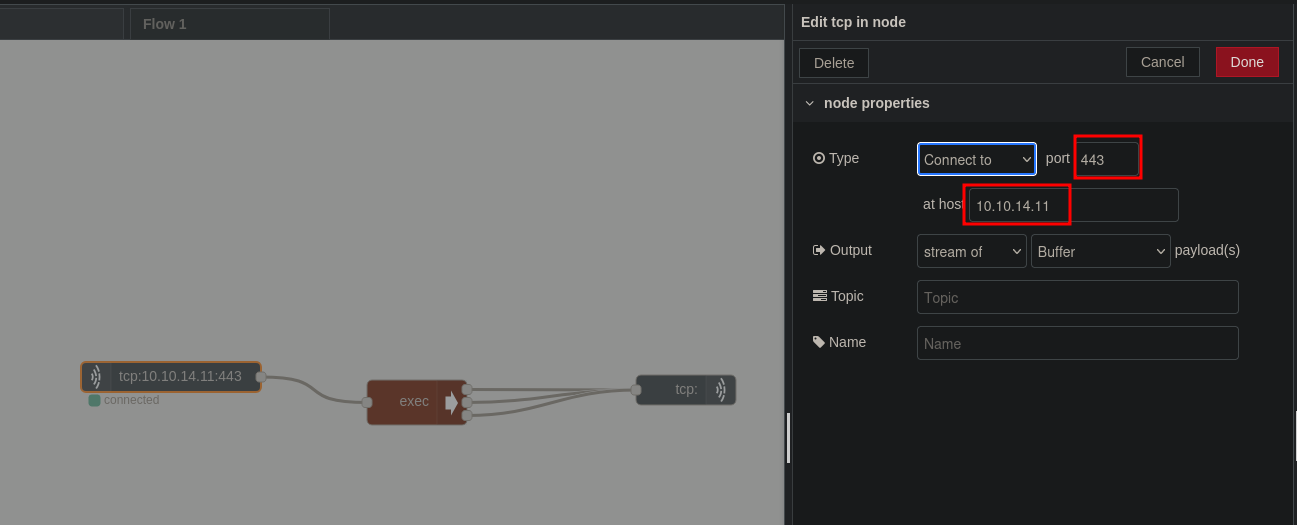 Flow 1
tcp:10.10.14.11:443
connected
exec
tcp:
Edit tcp in node
Delete Cancel Done
node properties
Type Connect to port 443
at host 10.10.14.11
Output stream of Buffer payload(s)
Topic Topic
Name Name